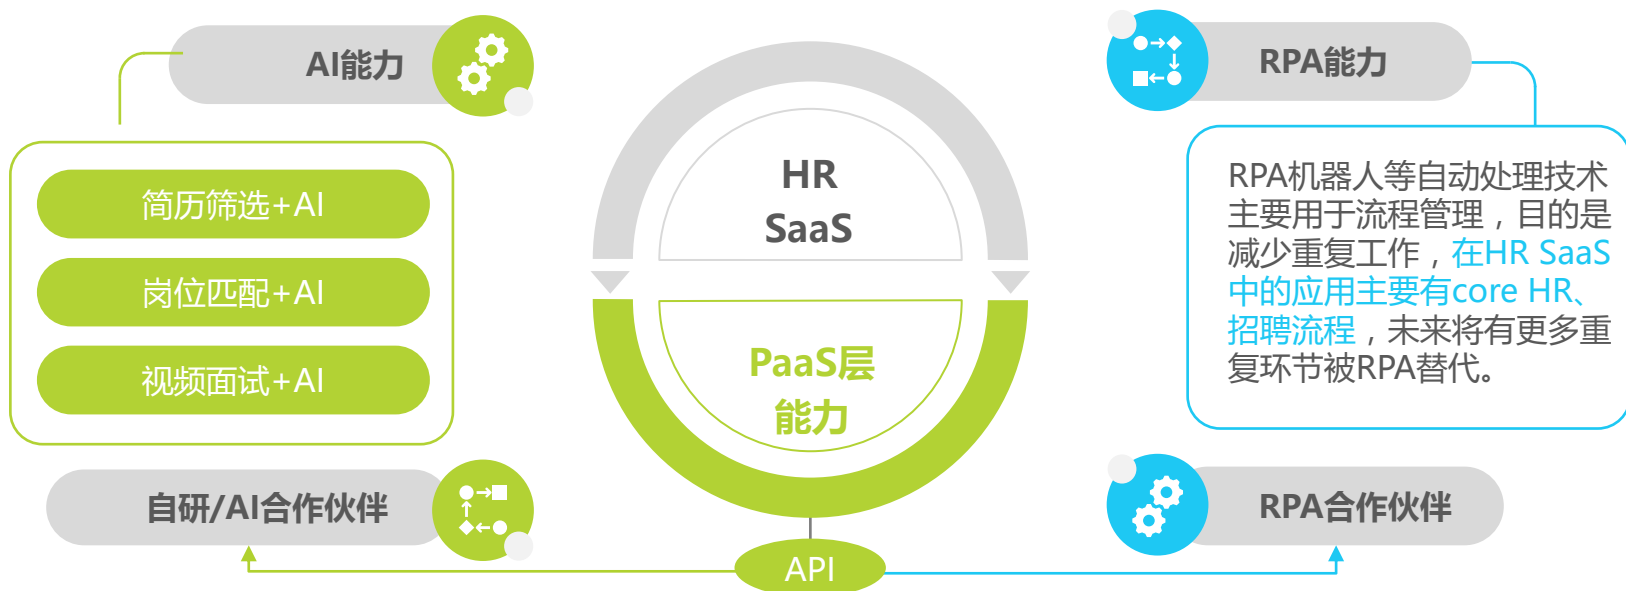 AI能力
简历筛选+AI
岗位匹配+AI
视频面试+AI
自研/AI合作伙伴
HR
SaaS
PaaS层
能力
API
RPA能力
RPA机器人等自动处理技术
主要用于流程管理，目的是
减少重复工作，在HR SaaS
中的应用主要有core HR、
招聘流程，未来将有更多重
复环节被RPA替代。
RPA合作伙伴